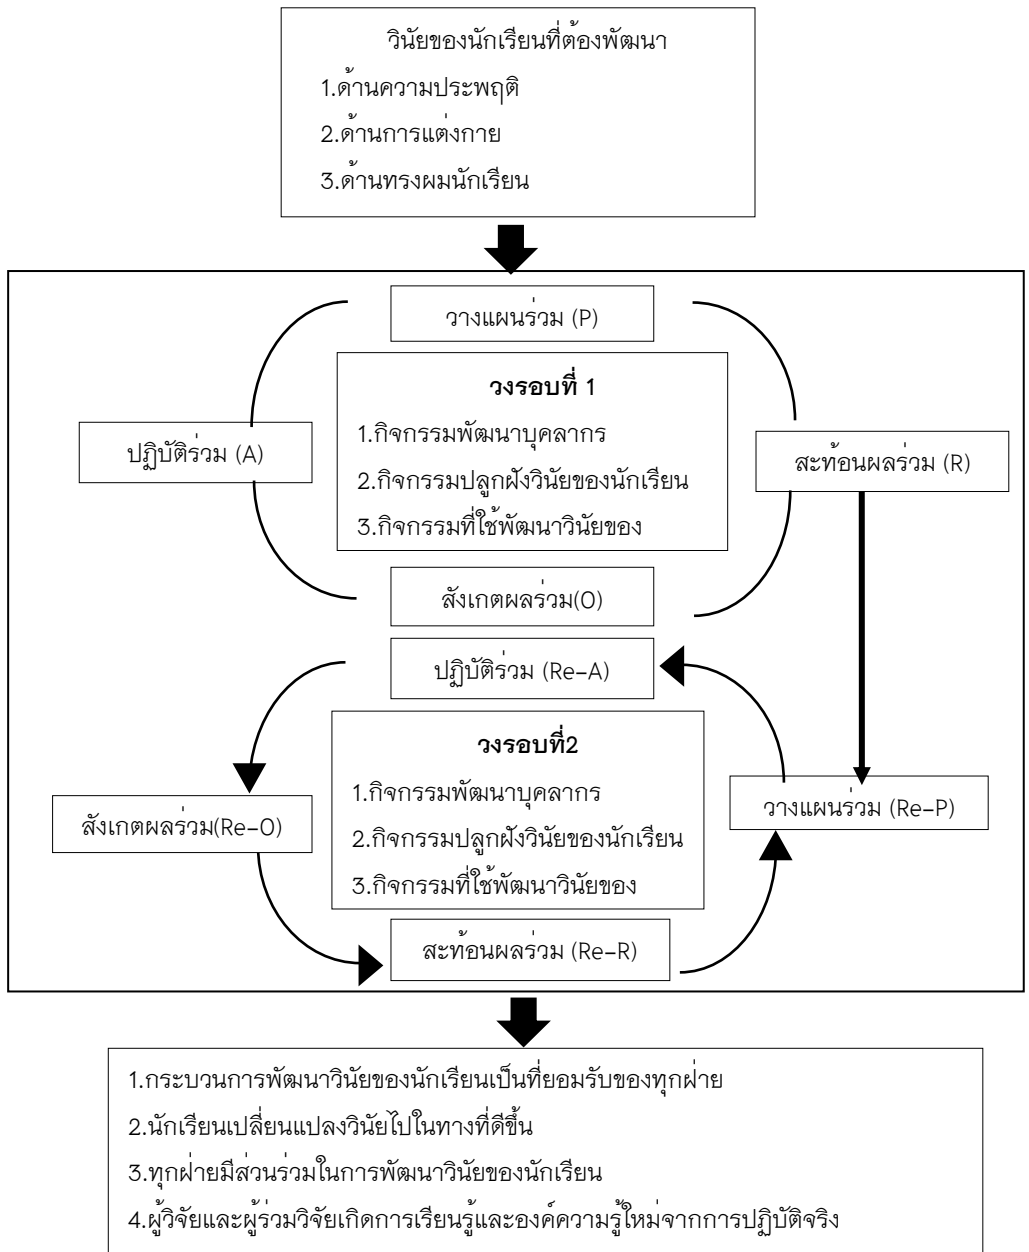 วินัยของนักเรียนที่ต้องพัฒนา
1.ด้านความประพฤติ
2.ด้านการแต่งกาย
3.ด้านทรงผมนักเรียน
วางแผนร่วม (P)
วงรอบที่ 1
1.กิจกรรมพัฒนาบุคลากร
2.กิจกรรมปลูกฝังวินัยของนักเรียน
3.กิจกรรมที่ใช้พัฒนาวินัยของ
ปฏิบัติร่วม (A)
สะท้อนผลร่วม (R)
สังเกตผลร่วม(O)
ปฏิบัติร่วม (Re-A)
วงรอบที่2
1.กิจกรรมพัฒนาบุคลากร
2.กิจกรรมปลูกฝังวินัยของนักเรียน
3.กิจกรรมที่ใช้พัฒนาวินัยของ
สังเกตผลร่วม(Re-O)
วางแผนร่วม (Re-P)
สะท้อนผลร่วม (Re-R)
1.กระบวนการพัฒนาวินัยของนักเรียนเป็นที่ยอมรับของทุกฝ่าย
2.นักเรียนเปลี่ยนแปลงวินัยไปในทางที่ดีขึ้น
3.ทุกฝ่ายมีส่วนร่วมในการพัฒนาวินัยของนักเรียน
4.ผู้วิจัยและผู้ร่วมวิจัยเกิดการเรียนรู้และองค์ความรู้ใหม่จากการปฏิบัติจริง